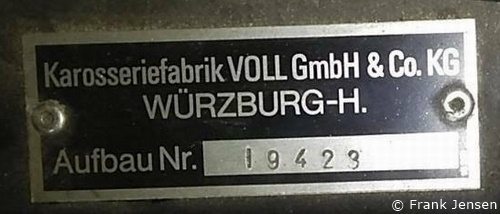 Karosseriefabrik VOLL GmbH & Co. KG
WÜRZBURG-H.
Aufbau Nr. 19423
© Frank Jensen